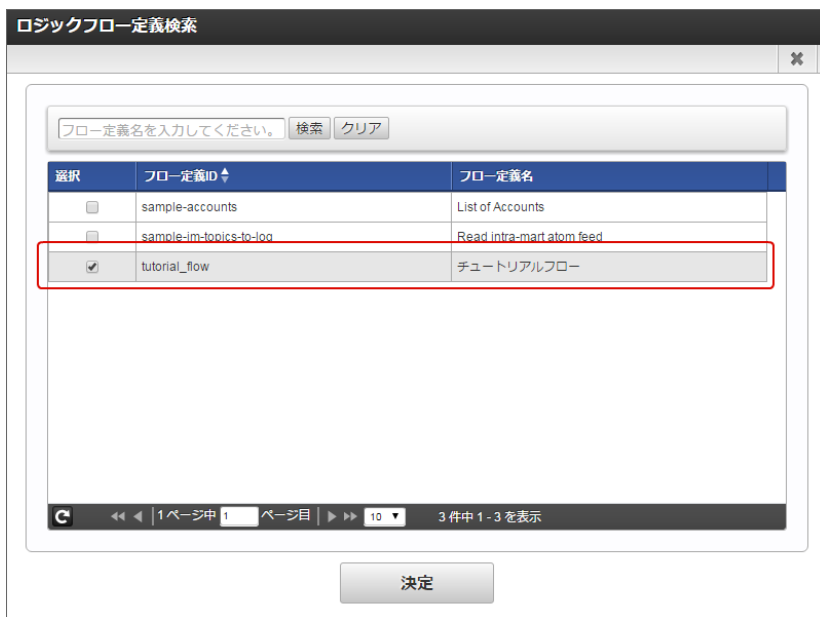 ロジックフロー定義検索
フロー定義名を入力してください。 検索 クリア
選択 フロー定義ID フロー定義名
sample-accounts List of Accounts
sample-im-topics-to-log Read intra-mart atom feed
tutorial_flow チュートリアルフロー
1 ページ中 1 ページ目 10 3 件中 1 - 3 を表示
決定